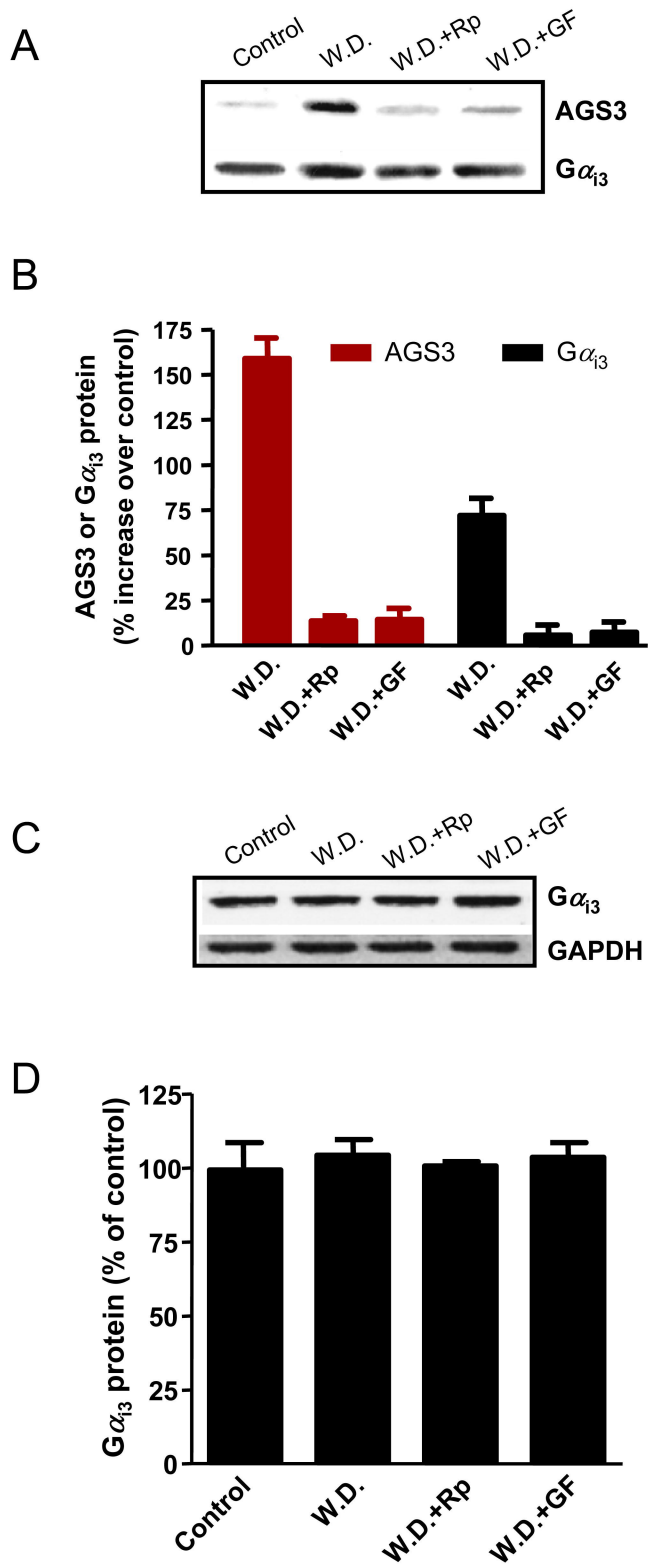 A
Control W.D. W.D.+Rp W.D.+GF
AGS3
Gαi3
B
AGS3 or Gαi3 protein
(% increase over control)
175
150
125
100
75
50
25
0
AGS3 Gαi3
W.D. W.D.+Rp W.D.+GF W.D. W.D.+Rp W.D.+GF
C
Control W.D. W.D.+Rp W.D.+GF
Gαi3
GAPDH
D
Gαi3 protein (% of control)
125
100
75
50
25
0
Control W.D. W.D.+Rp W.D.+GF